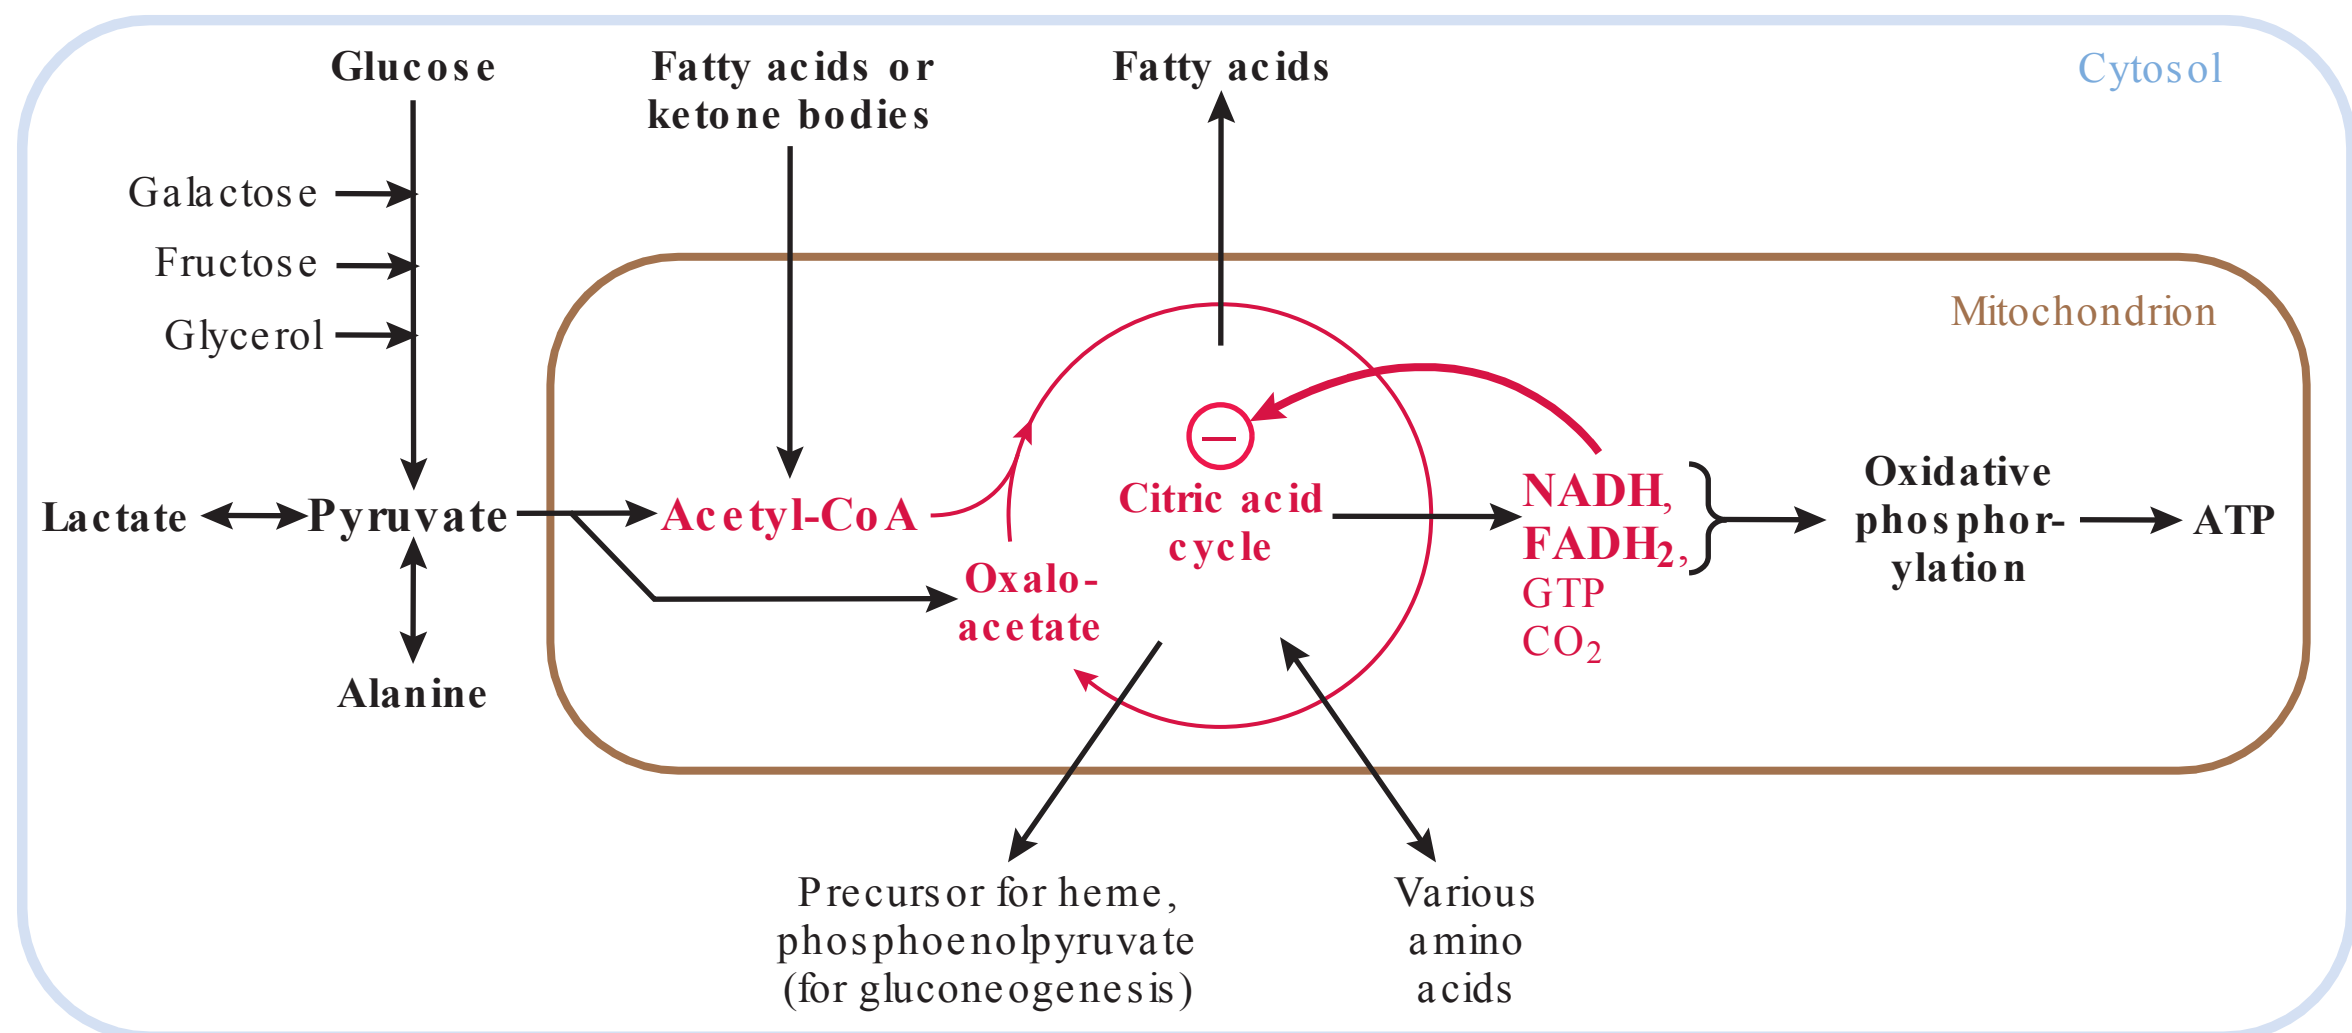 Glucose
Fatty acids or
ketone bodies
Fatty acids
Cytosol
Galactose
Fructose
Glycerol
Mitochondrion
Lactate
Pyruvate
Acetyl-CoA
Oxalo-
acetate
−
Citric acid
cycle
NADH,
FADH₂,
GTP
CO₂
Oxidative
phosphor-
ylation
ATP
Alanine
Precursor for heme,
phosphoenolpyruvate
(for gluconeogenesis)
Various
amino
acids